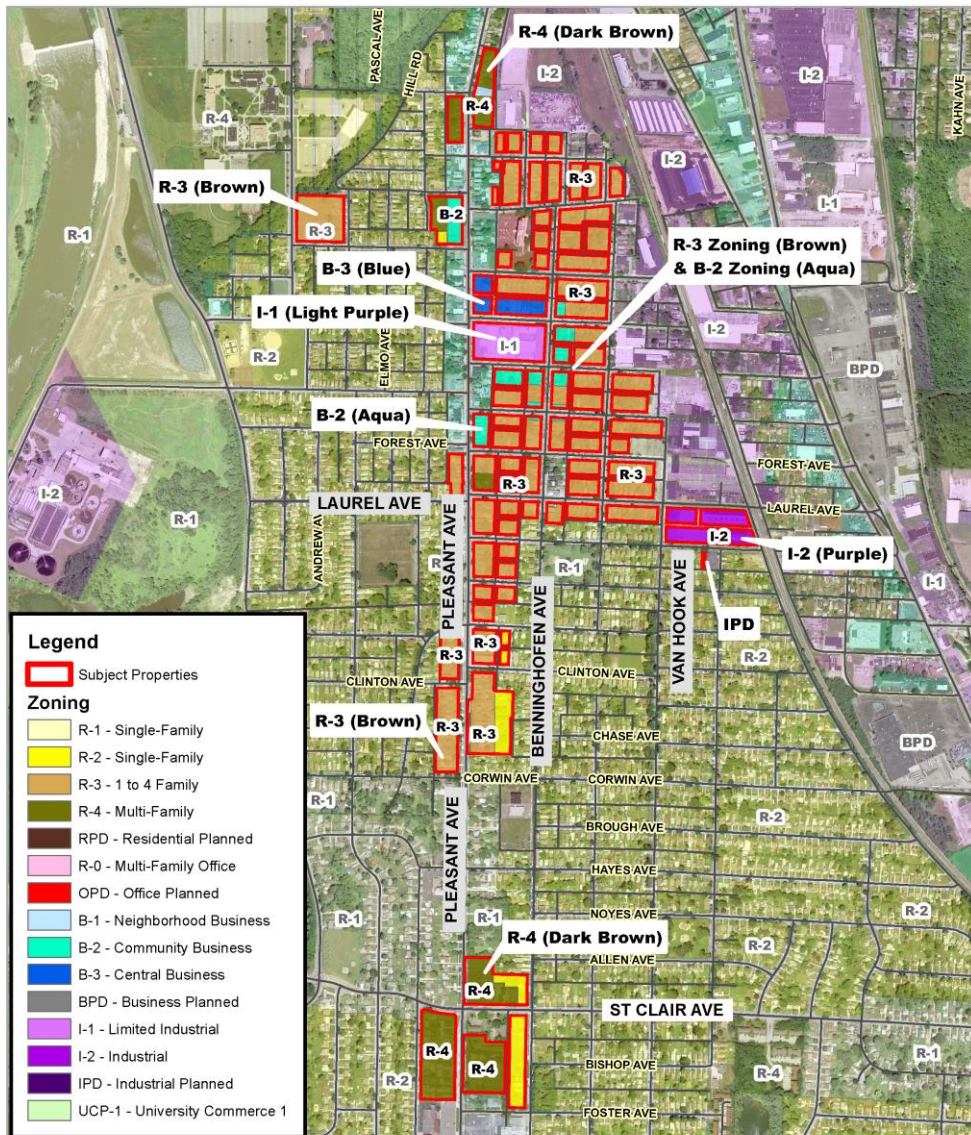 PASCAL AVE
HILL RD
KAHN AVE
R-4 (Dark Brown)
I-2
I-2
R-4
R-4
I-2
R-3
R-3 (Brown)
I-1
R-1
R-3
B-2
R-3 Zoning (Brown)
& B-2 Zoning (Aqua)
B-3 (Blue)
R-3
I-1 (Light Purple)
I-2
R-2
ELMO AVE
I-1
BPD
B-2 (Aqua)
FOREST AVE
FOREST AVE
R-3
R-3
I-2
R-1
LAUREL AVE
LAUREL AVE
ANDREW AVE
PLEASANT AVE
I-2
I-2 (Purple)
R-1
I-1
IPD
VAN HOOK AVE
BENNINGHOFEN AVE
R-2
R-3
R-3
CLINTON AVE
CLINTON AVE
R-3 (Brown)
R-3
R-3
CHASE AVE
BPD
CORWIN AVE
CORWIN AVE
R-1
PLEASANT AVE
BROUGH AVE
R-2
HAYES AVE
R-1
R-1
NOYES AVE
R-2
R-4 (Dark Brown)
ALLEN AVE
R-2
R-4
ST CLAIR AVE
R-4
R-4
R-2
BISHOP AVE
R-4
R-1
FOSTER AVE
Legend
Subject Properties
Zoning
R-1 - Single-Family
R-2 - Single-Family
R-3 - 1 to 4 Family
R-4 - Multi-Family
RPD - Residential Planned
R-0 - Multi-Family Office
OPD - Office Planned
B-1 - Neighborhood Business
B-2 - Community Business
B-3 - Central Business
BPD - Business Planned
I-1 - Limited Industrial
I-2 - Industrial
IPD - Industrial Planned
UCP-1 - University Commerce 1